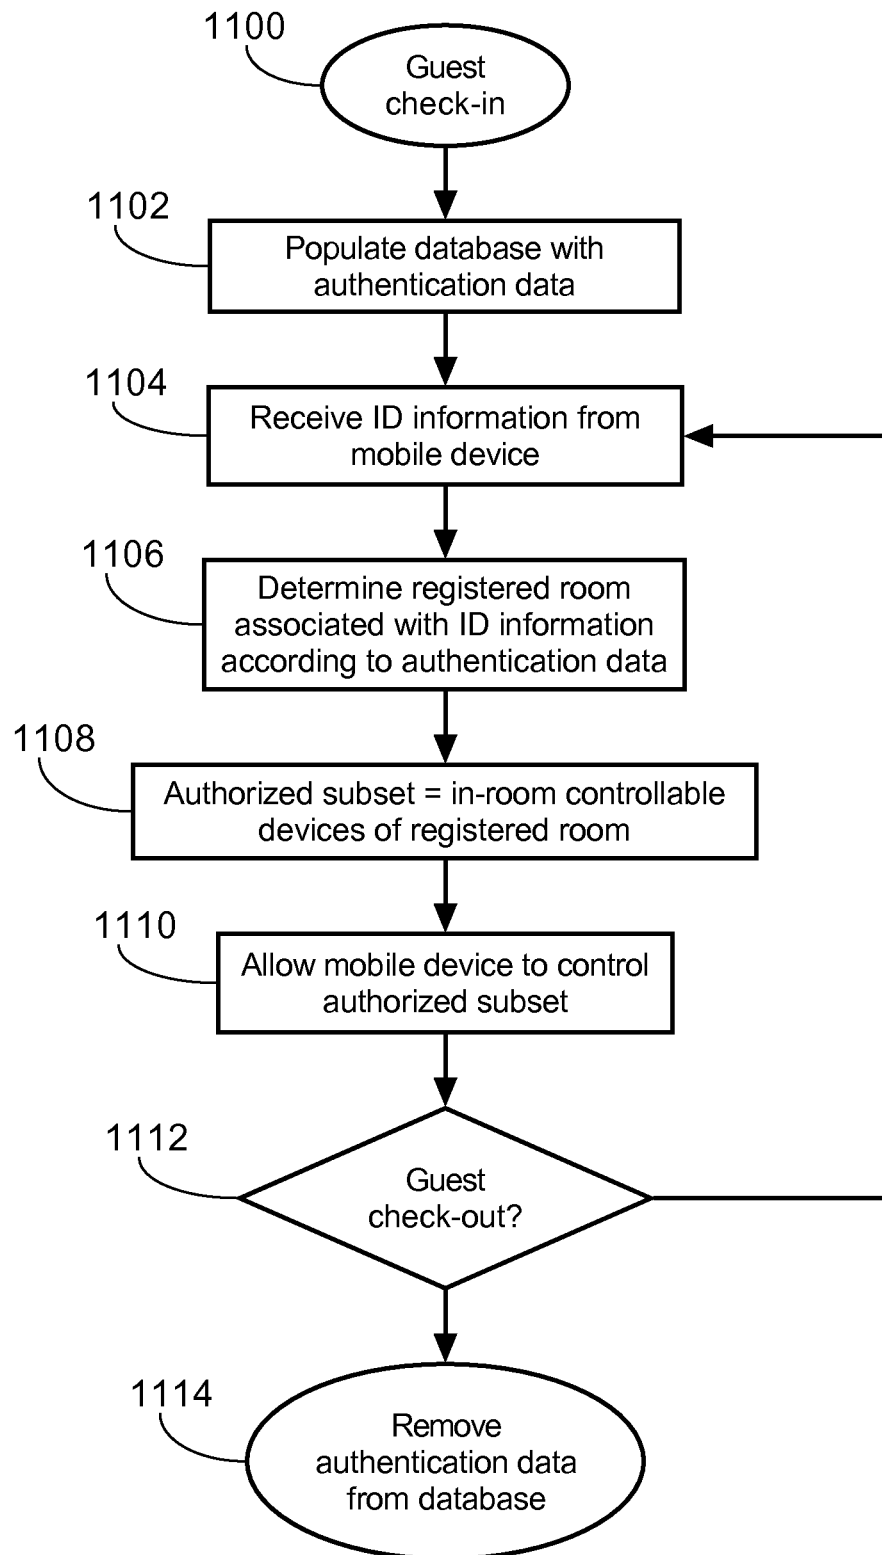 1100
Guest
check-in
1102
Populate database with
authentication data
1104
Receive ID information from
mobile device
1106
Determine registered room
associated with ID information
according to authentication data
1108
Authorized subset = in-room controllable
devices of registered room
1110
Allow mobile device to control
authorized subset
1112
Guest
check-out?
1114
Remove
authentication data
from database